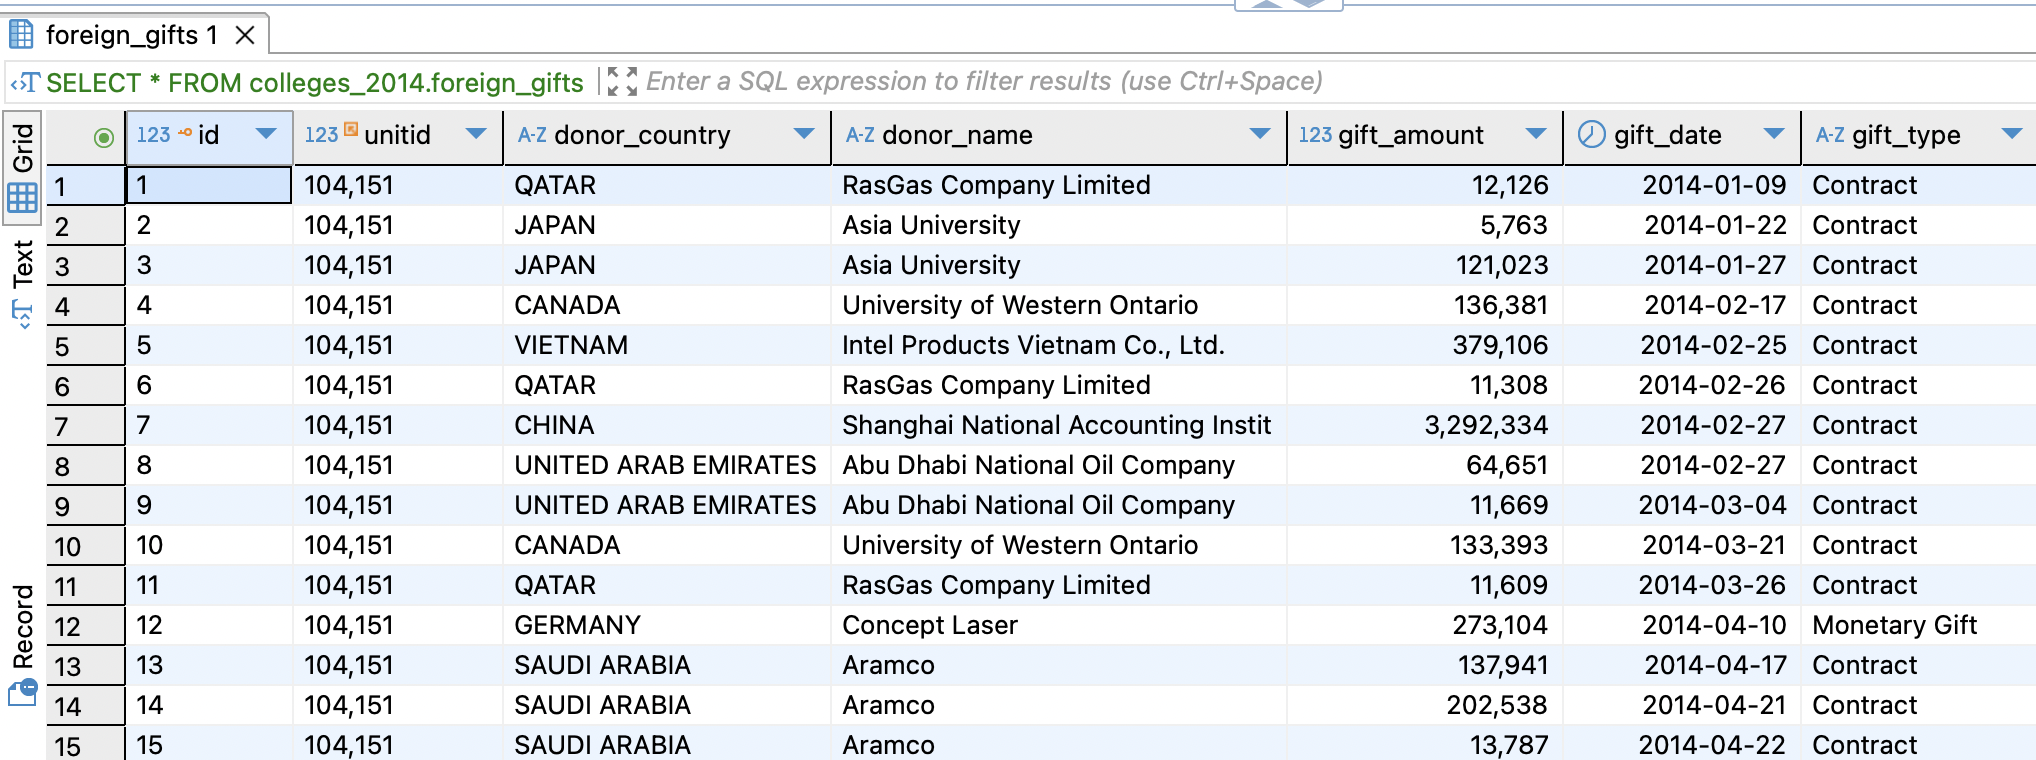 foreign_gifts 1
SELECT * FROM colleges_2014.foreign_gifts Enter a SQL expression to filter results (use Ctrl+Space)
Grid
Text
Record
123 id 123 unitid A-Z donor_country A-Z donor_name 123 gift_amount gift_date A-Z gift_type
1 1 104,151 QATAR RasGas Company Limited 12,126 2014-01-09 Contract
2 2 104,151 JAPAN Asia University 5,763 2014-01-22 Contract
3 3 104,151 JAPAN Asia University 121,023 2014-01-27 Contract
4 4 104,151 CANADA University of Western Ontario 136,381 2014-02-17 Contract
5 5 104,151 VIETNAM Intel Products Vietnam Co., Ltd. 379,106 2014-02-25 Contract
6 6 104,151 QATAR RasGas Company Limited 11,308 2014-02-26 Contract
7 7 104,151 CHINA Shanghai National Accounting Instit 3,292,334 2014-02-27 Contract
8 8 104,151 UNITED ARAB EMIRATES Abu Dhabi National Oil Company 64,651 2014-02-27 Contract
9 9 104,151 UNITED ARAB EMIRATES Abu Dhabi National Oil Company 11,669 2014-03-04 Contract
10 10 104,151 CANADA University of Western Ontario 133,393 2014-03-21 Contract
11 11 104,151 QATAR RasGas Company Limited 11,609 2014-03-26 Contract
12 12 104,151 GERMANY Concept Laser 273,104 2014-04-10 Monetary Gift
13 13 104,151 SAUDI ARABIA Aramco 137,941 2014-04-17 Contract
14 14 104,151 SAUDI ARABIA Aramco 202,538 2014-04-21 Contract
15 15 104,151 SAUDI ARABIA Aramco 13,787 2014-04-22 Contract